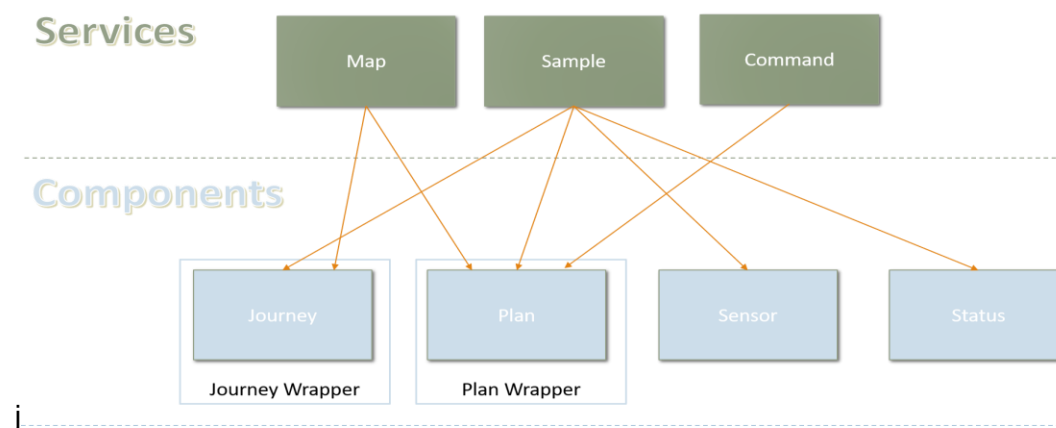 Services
Map Sample Command
Components
Journey Plan Sensor Status
Journey Wrapper Plan Wrapper
i